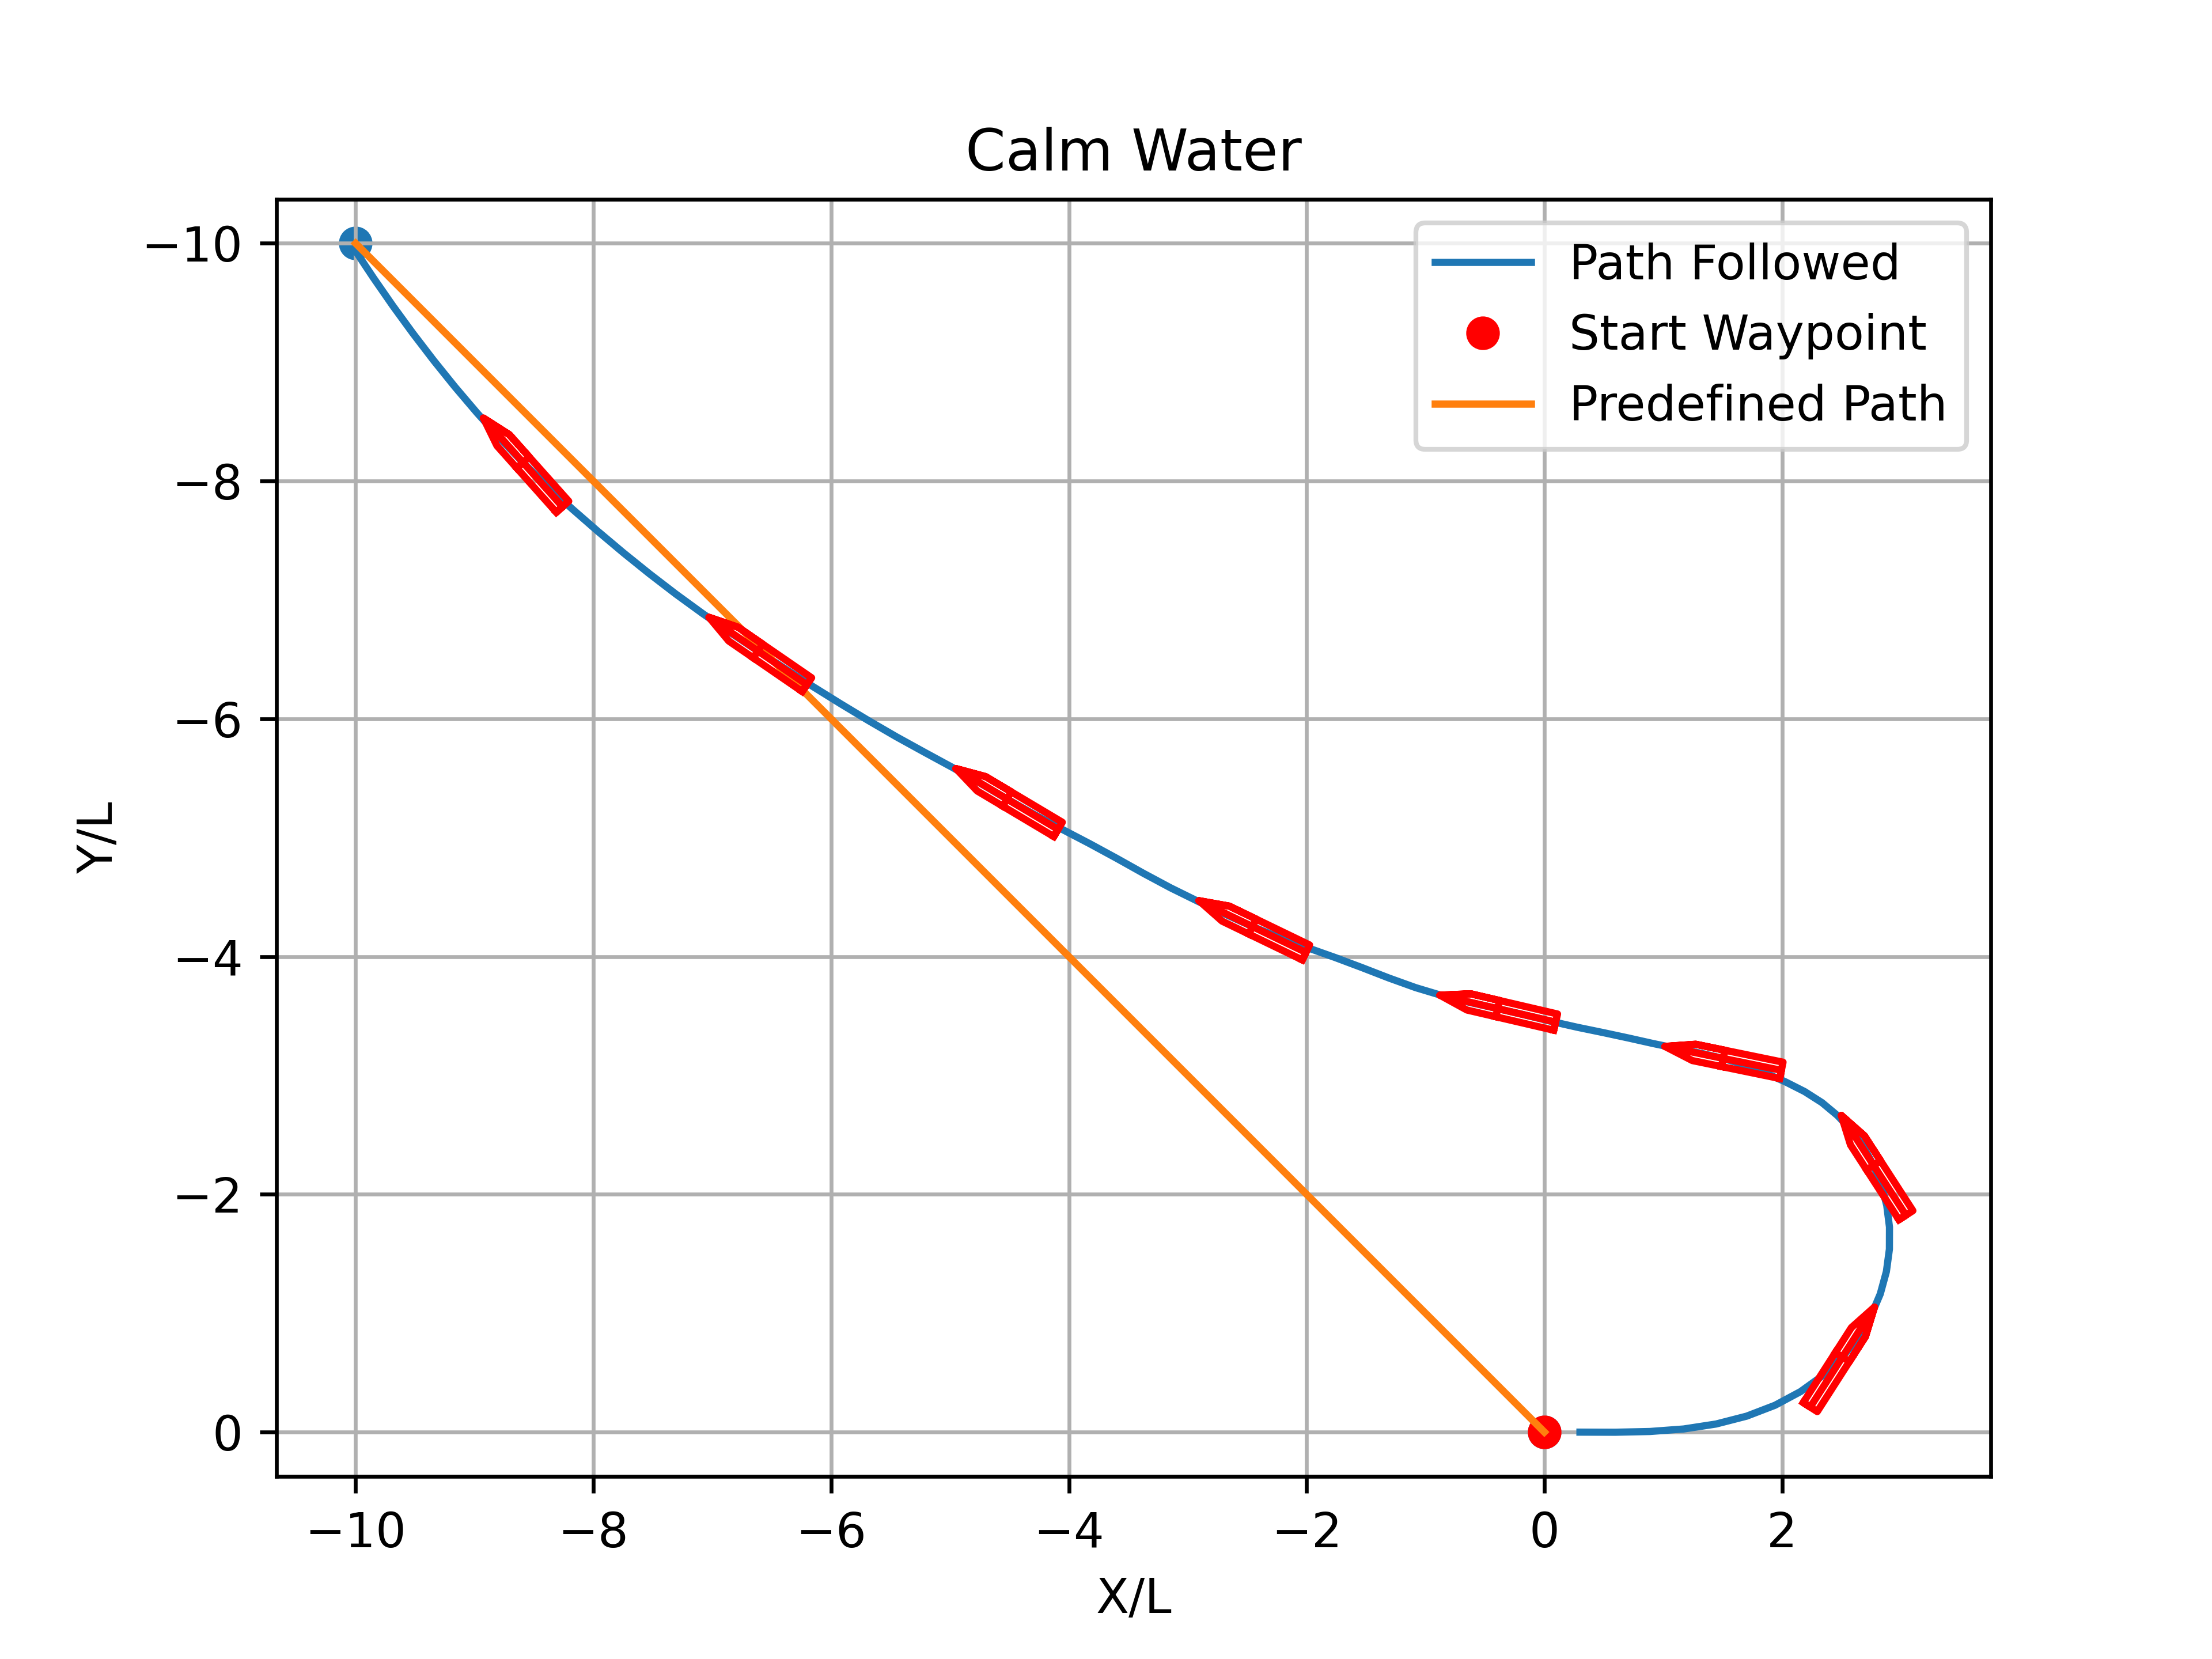 Calm Water
Path Followed
Start Waypoint
Predefined Path
−10
−8
−6
−4
−2
0
Y/L
−10 −8 −6 −4 −2 0 2
X/L